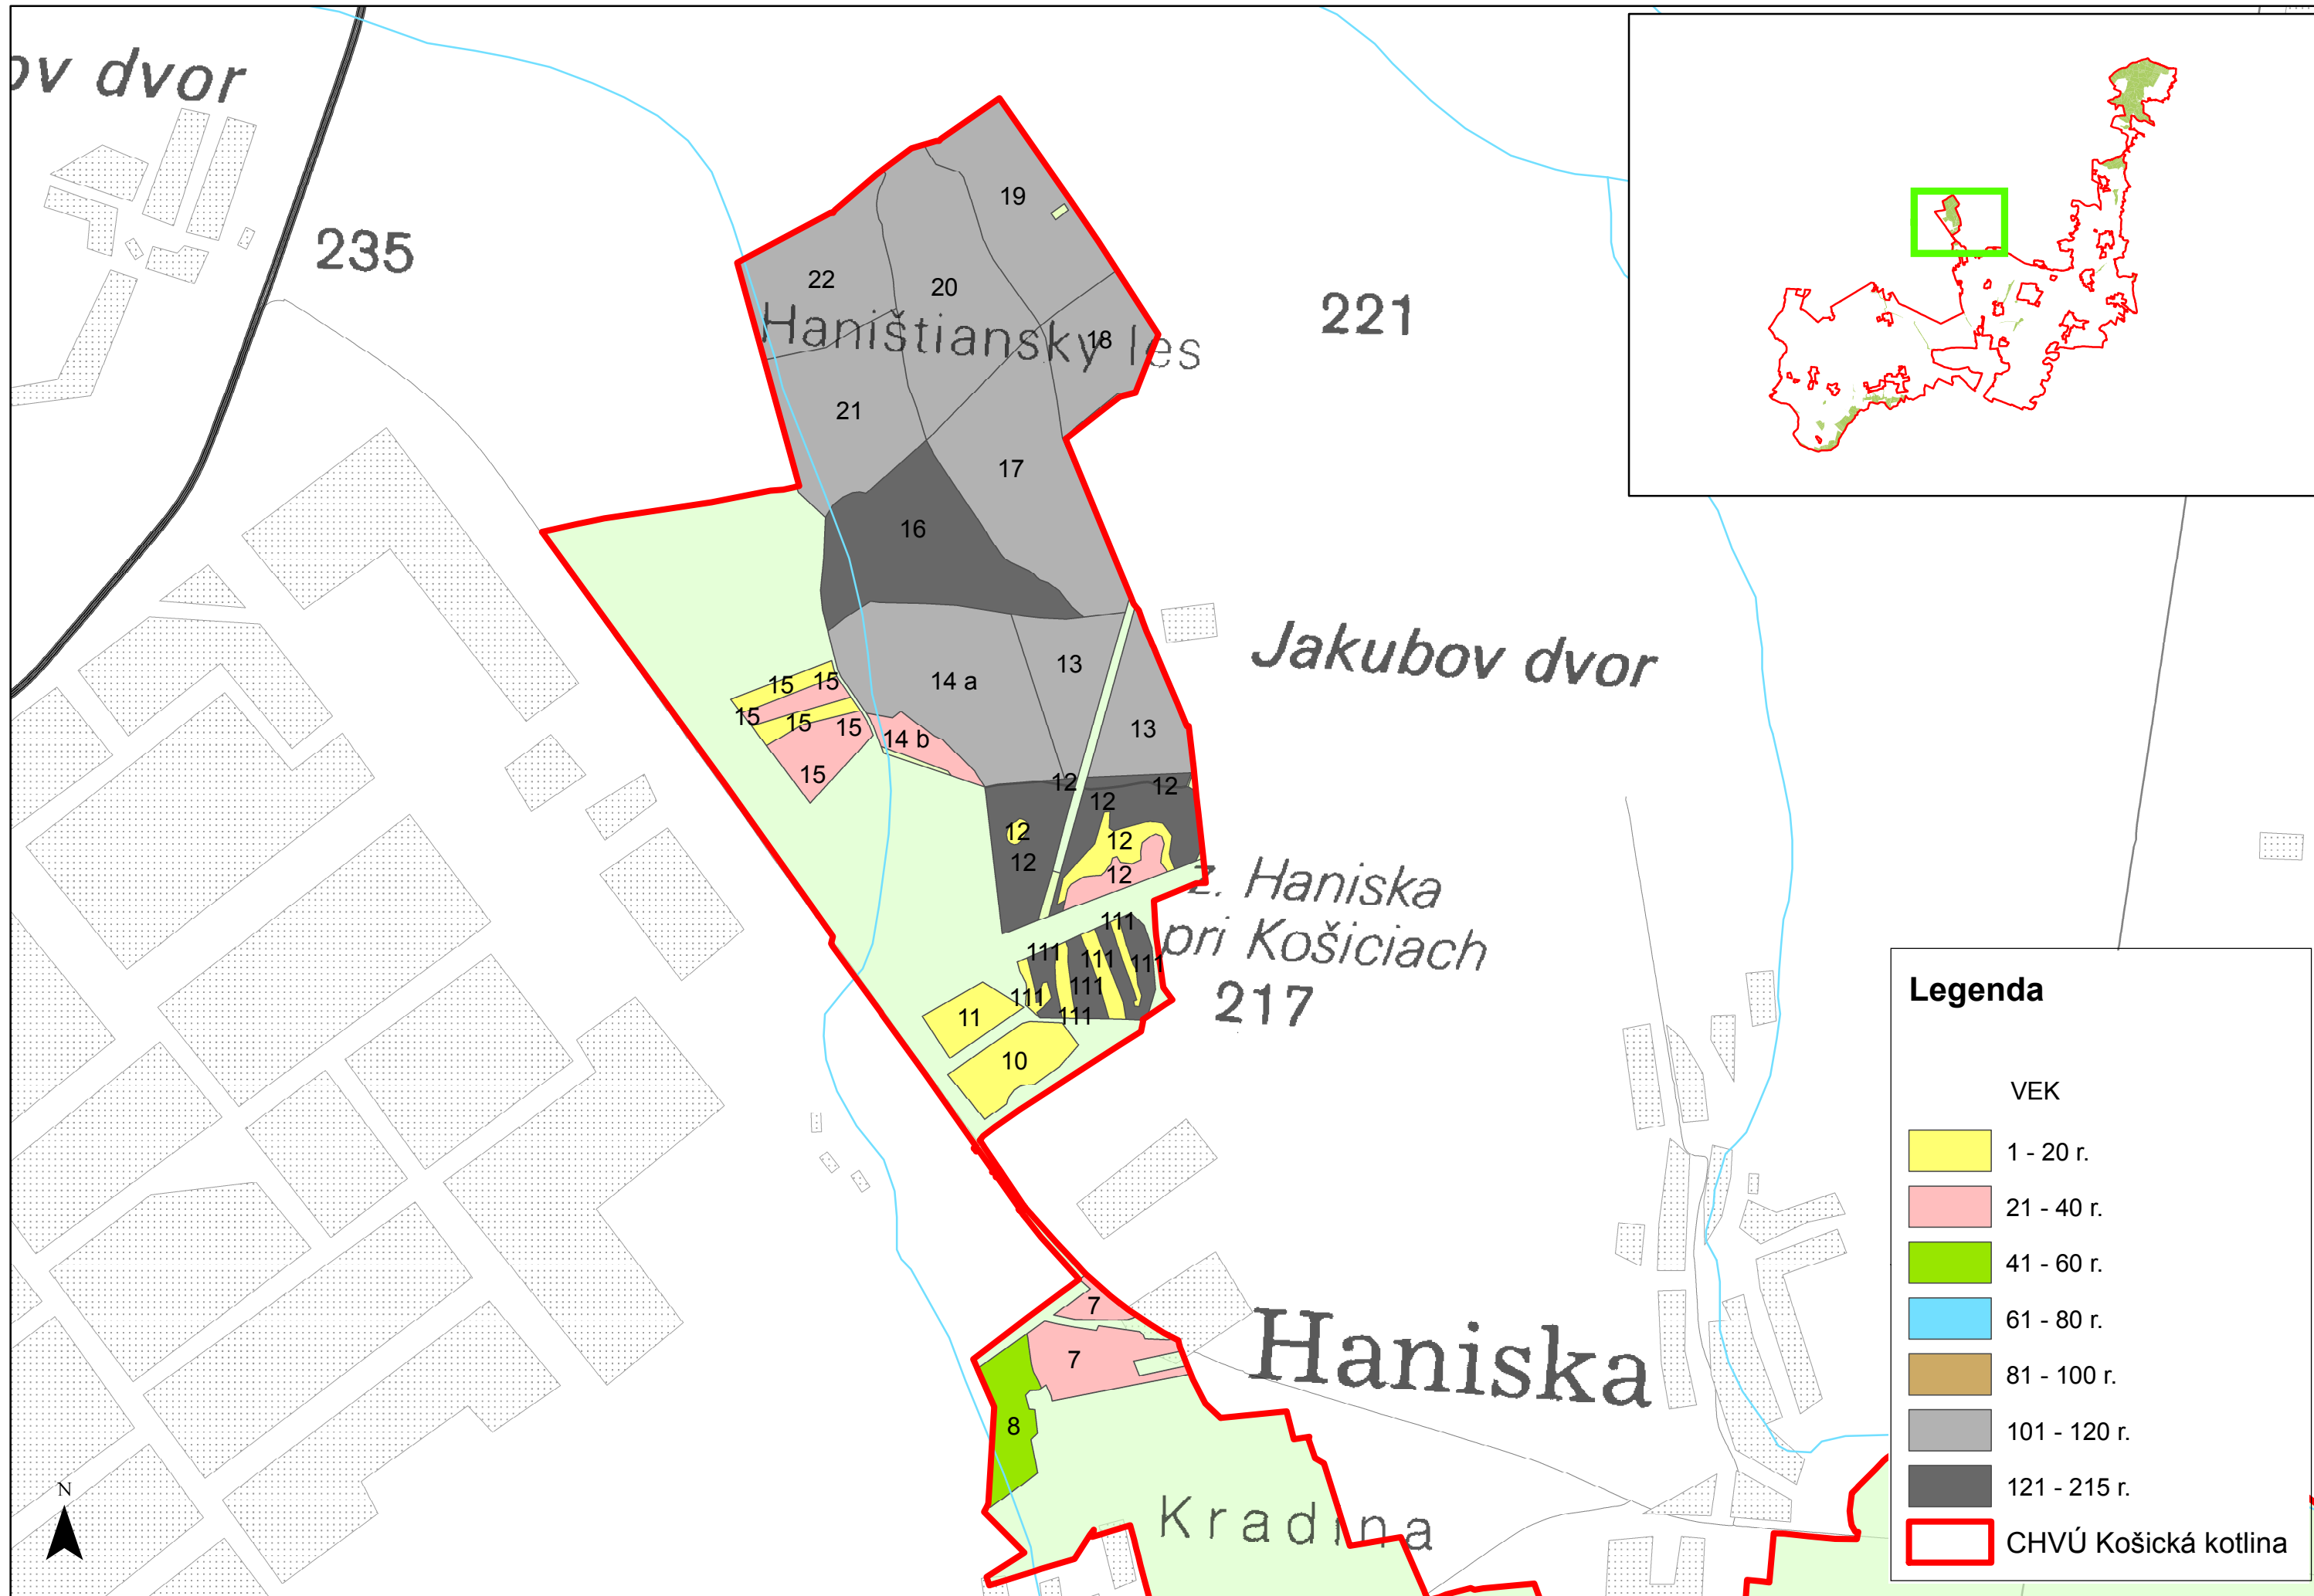 ov dvor
235
19
22
20
Haništiansky les
18
221
21
17
16
Jakubov dvor
13
14 a
15
15
15
15
15
14 b
13
15
12
12
12
12
12
12
12
ž. Haniska
pri Košiciach
217
111
111
111
111
111
111
111
11
10
7
7
Haniska
8
Kradina
N
Legenda
VEK
1 - 20 r.
21 - 40 r.
41 - 60 r.
61 - 80 r.
81 - 100 r.
101 - 120 r.
121 - 215 r.
CHVÚ Košická kotlina